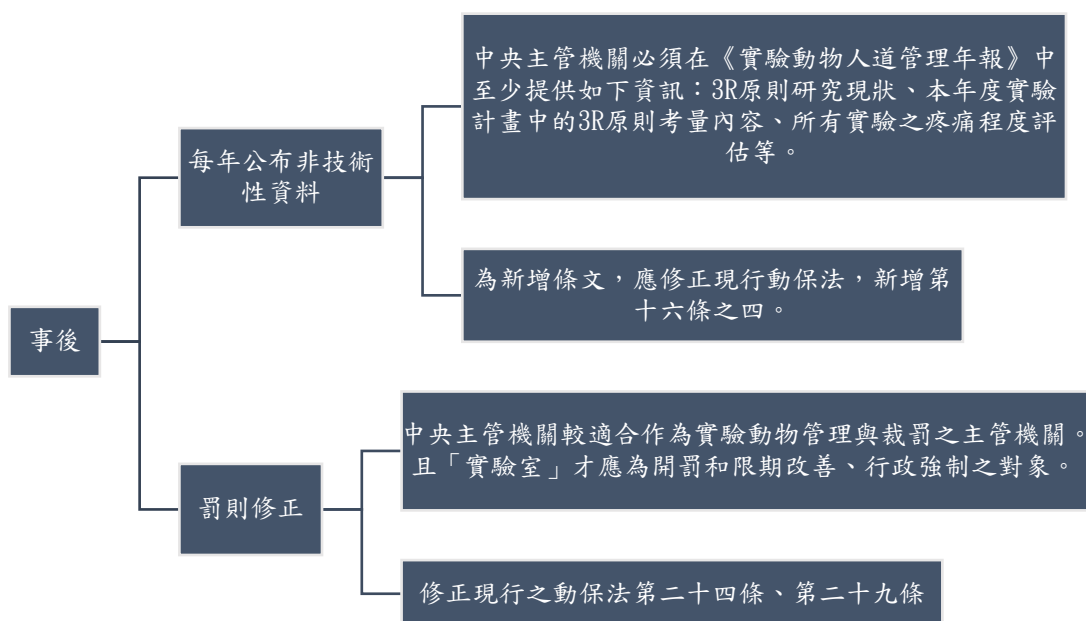 事後
每年公布非技術
性資料
中央主管機關必須在《實驗動物人道管理年報》中
至少提供如下資訊：3R原則研究現狀、本年度實驗
計畫中的3R原則考量內容、所有實驗之疼痛程度評
估等。
為新增條文，應修正現行動保法，新增第
十六條之四。
罰則修正
中央主管機關較適合作為實驗動物管理與裁罰之主管機關。
且「實驗室」才應為開罰和限期改善、行政強制之對象。
修正現行之動保法第二十四條、第二十九條